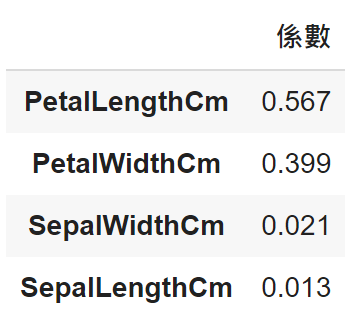 係數
PetalLengthCm 0.567
PetalWidthCm 0.399
SepalWidthCm 0.021
SepalLengthCm 0.013